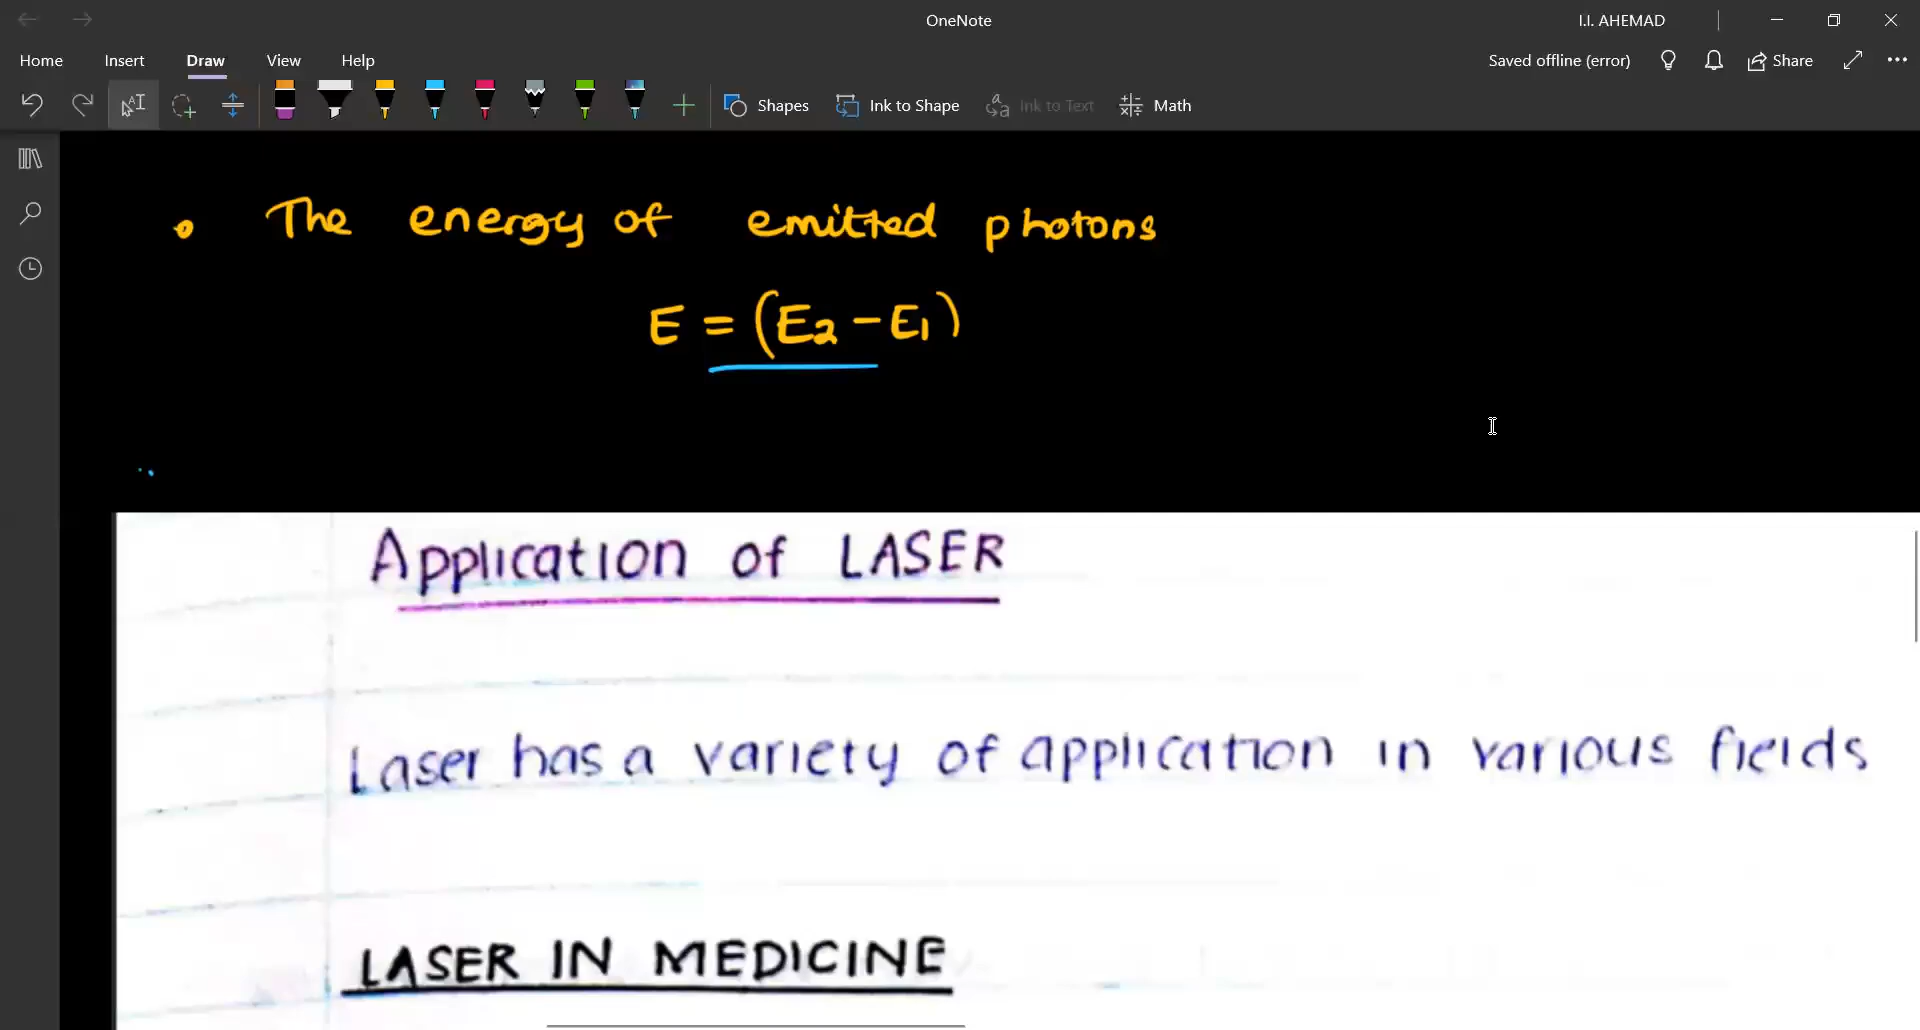 OneNote
I.I. AHEMAD
Home Insert Draw View Help
Saved offline (error) Share
Shapes Ink to Shape Ink to Text Math
• The energy of emitted photons
E = (E2 - E1)
Application of LASER
Laser has a variety of application in various fields
LASER IN MEDICINE